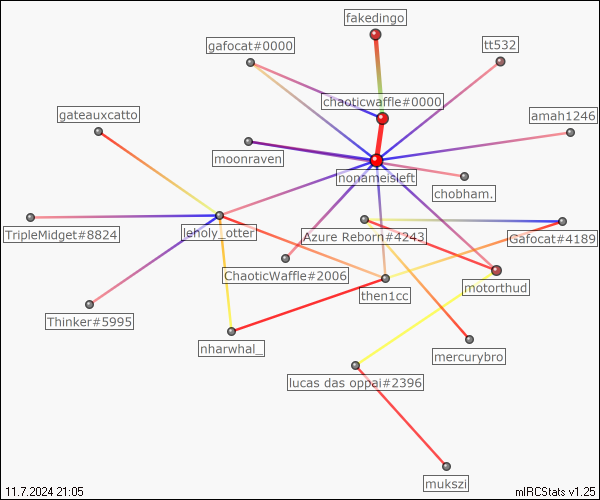 fakedingo
gafocat#0000
tt532
chaoticwaffle#0000
gateauxcatto
amah1246
moonraven
nonameisleft
chobham.
TripleMidget#8824
leholy_otter
Azure Reborn#4243
Gafocat#4189
ChaoticWaffle#2006
then1cc
motorthud
Thinker#5995
nharwhal_
mercurybro
lucas das oppai#2396
mukszi
11.7.2024 21:05
mIRCStats v1.25